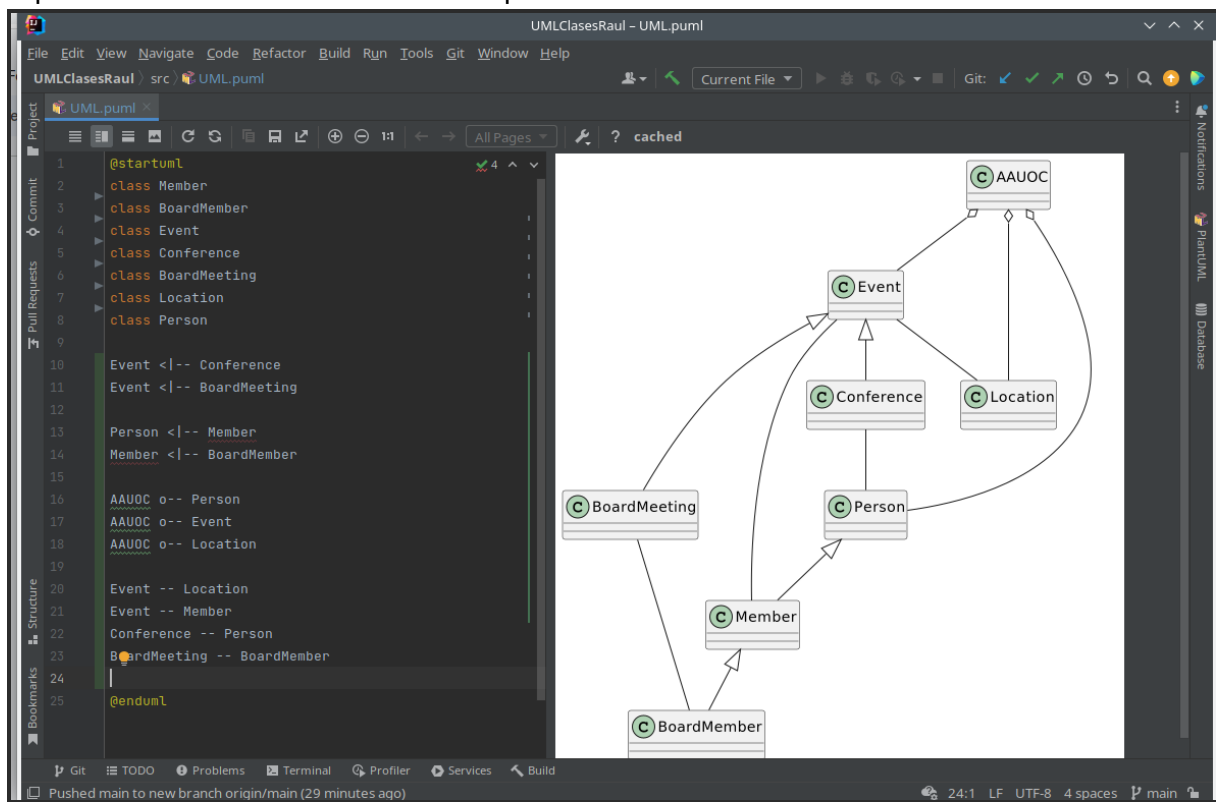 UMLClasesRaul – UML.puml
File Edit View Navigate Code Refactor Build Run Tools Git Window Help
UMLClasesRaul src UML.puml Current File Git:
UML.puml
All Pages ? cached
1 @startuml 4
2 class Member
3 class BoardMember
4 class Event
5 class Conference
6 class BoardMeeting
7 class Location
8 class Person
9
10 Event <|-- Conference
11 Event <|-- BoardMeeting
12
13 Person <|-- Member
14 Member <|-- BoardMember
15
16 AAUOC o-- Person
17 AAUOC o-- Event
18 AAUOC o-- Location
19
20 Event -- Location
21 Event -- Member
22 Conference -- Person
23 BoardMeeting -- BoardMember
24
25 @enduml
C AAUOC
C Event
C Conference
C Location
C BoardMeeting
C Person
C Member
C BoardMember
Project
Commit
Pull Requests
Structure
Bookmarks
Notifications
PlantUML
Database
Git TODO Problems Terminal Profiler Services Build
Pushed main to new branch origin/main (29 minutes ago) 24:1 LF UTF-8 4 spaces main